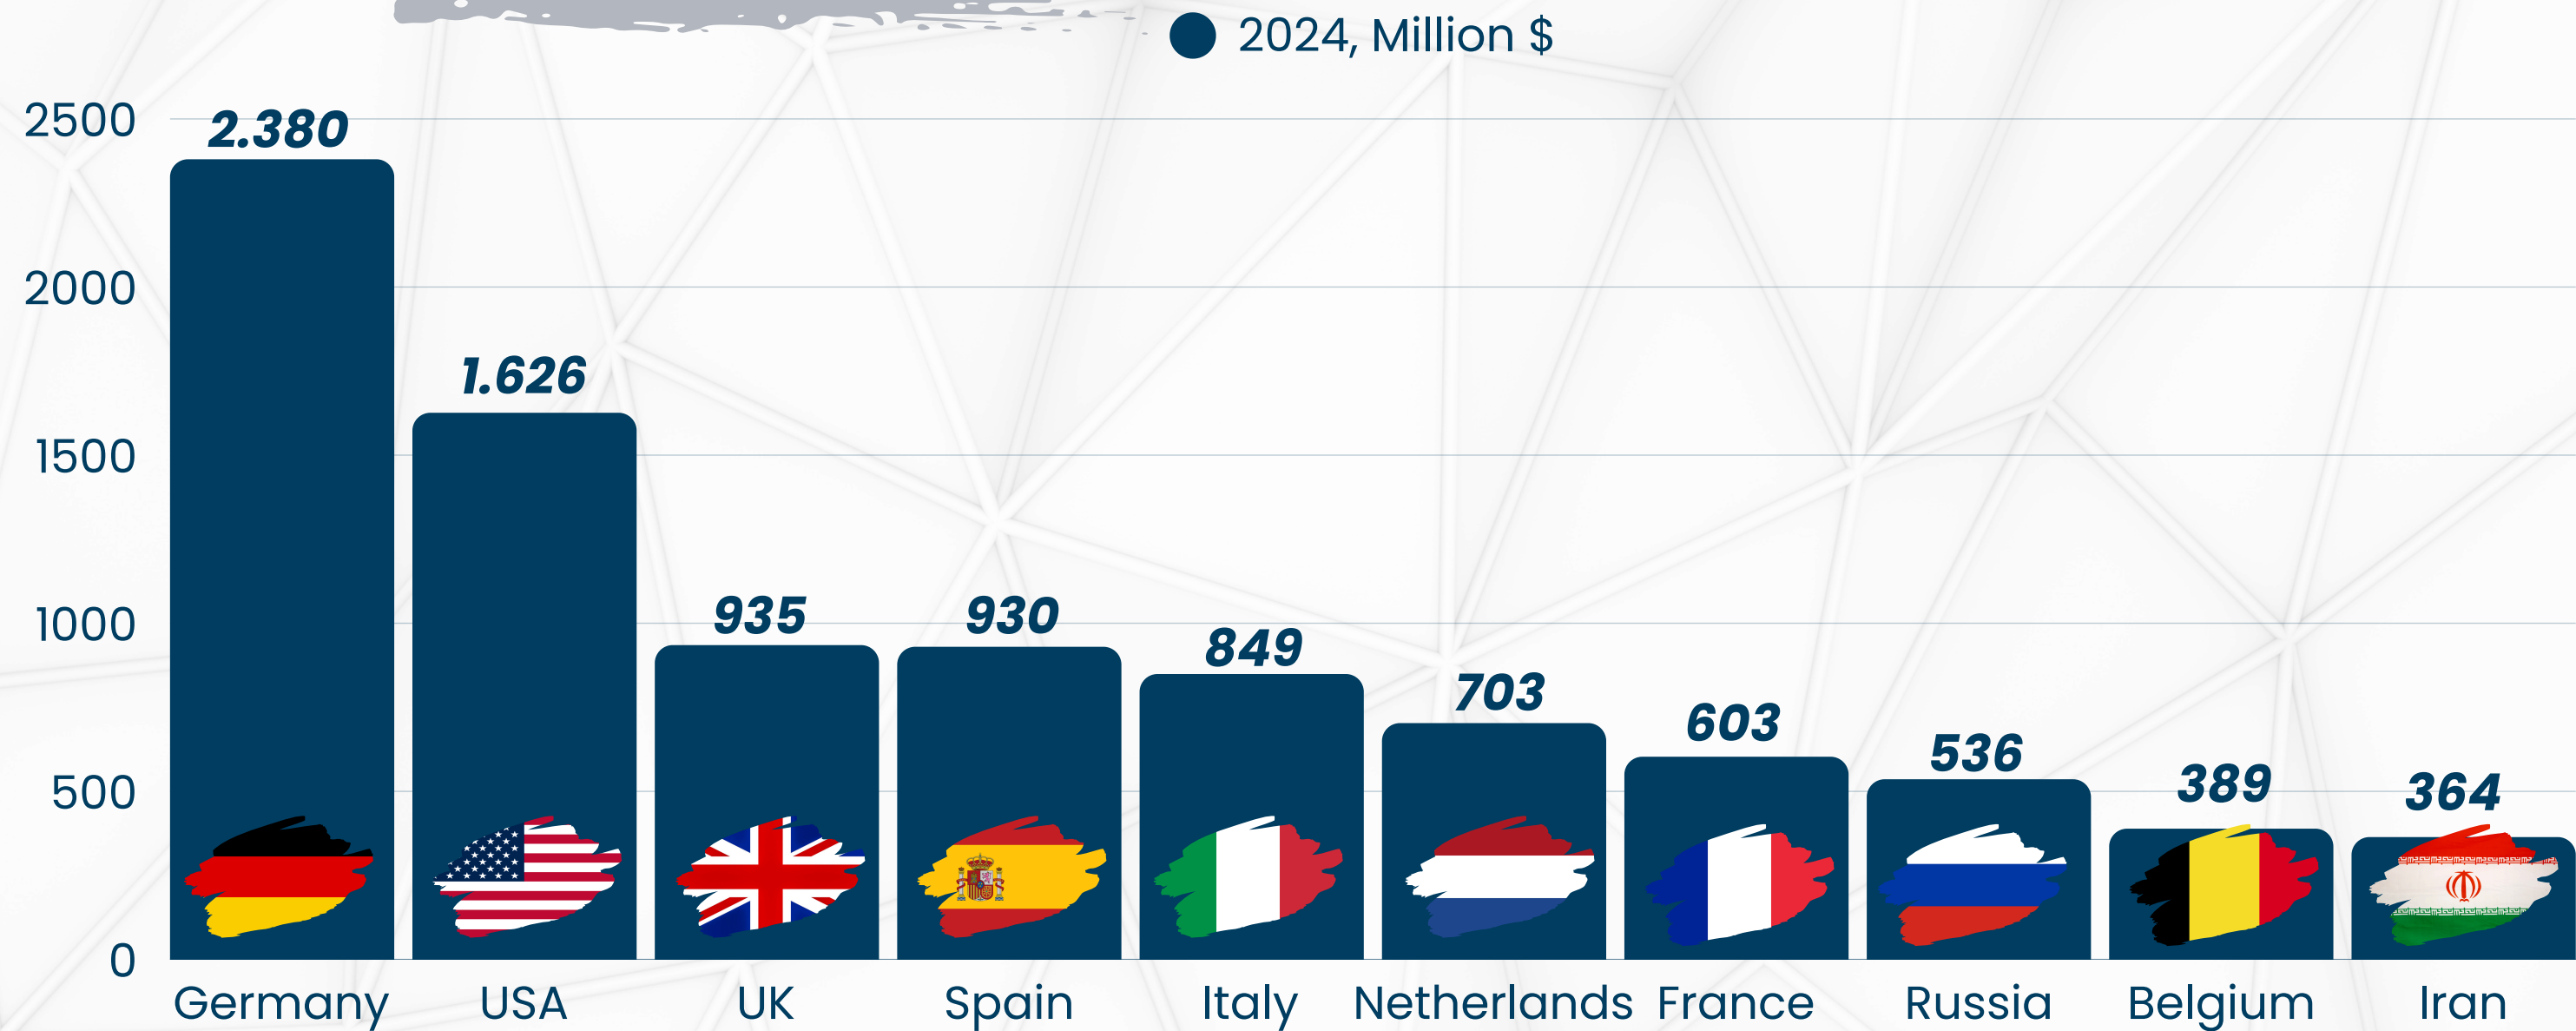 2024, Million $
2500
2000
1500
1000
500
0
2.380
1.626
935
930
849
703
603
536
389
364
Germany
USA
UK
Spain
Italy
Netherlands
France
Russia
Belgium
Iran